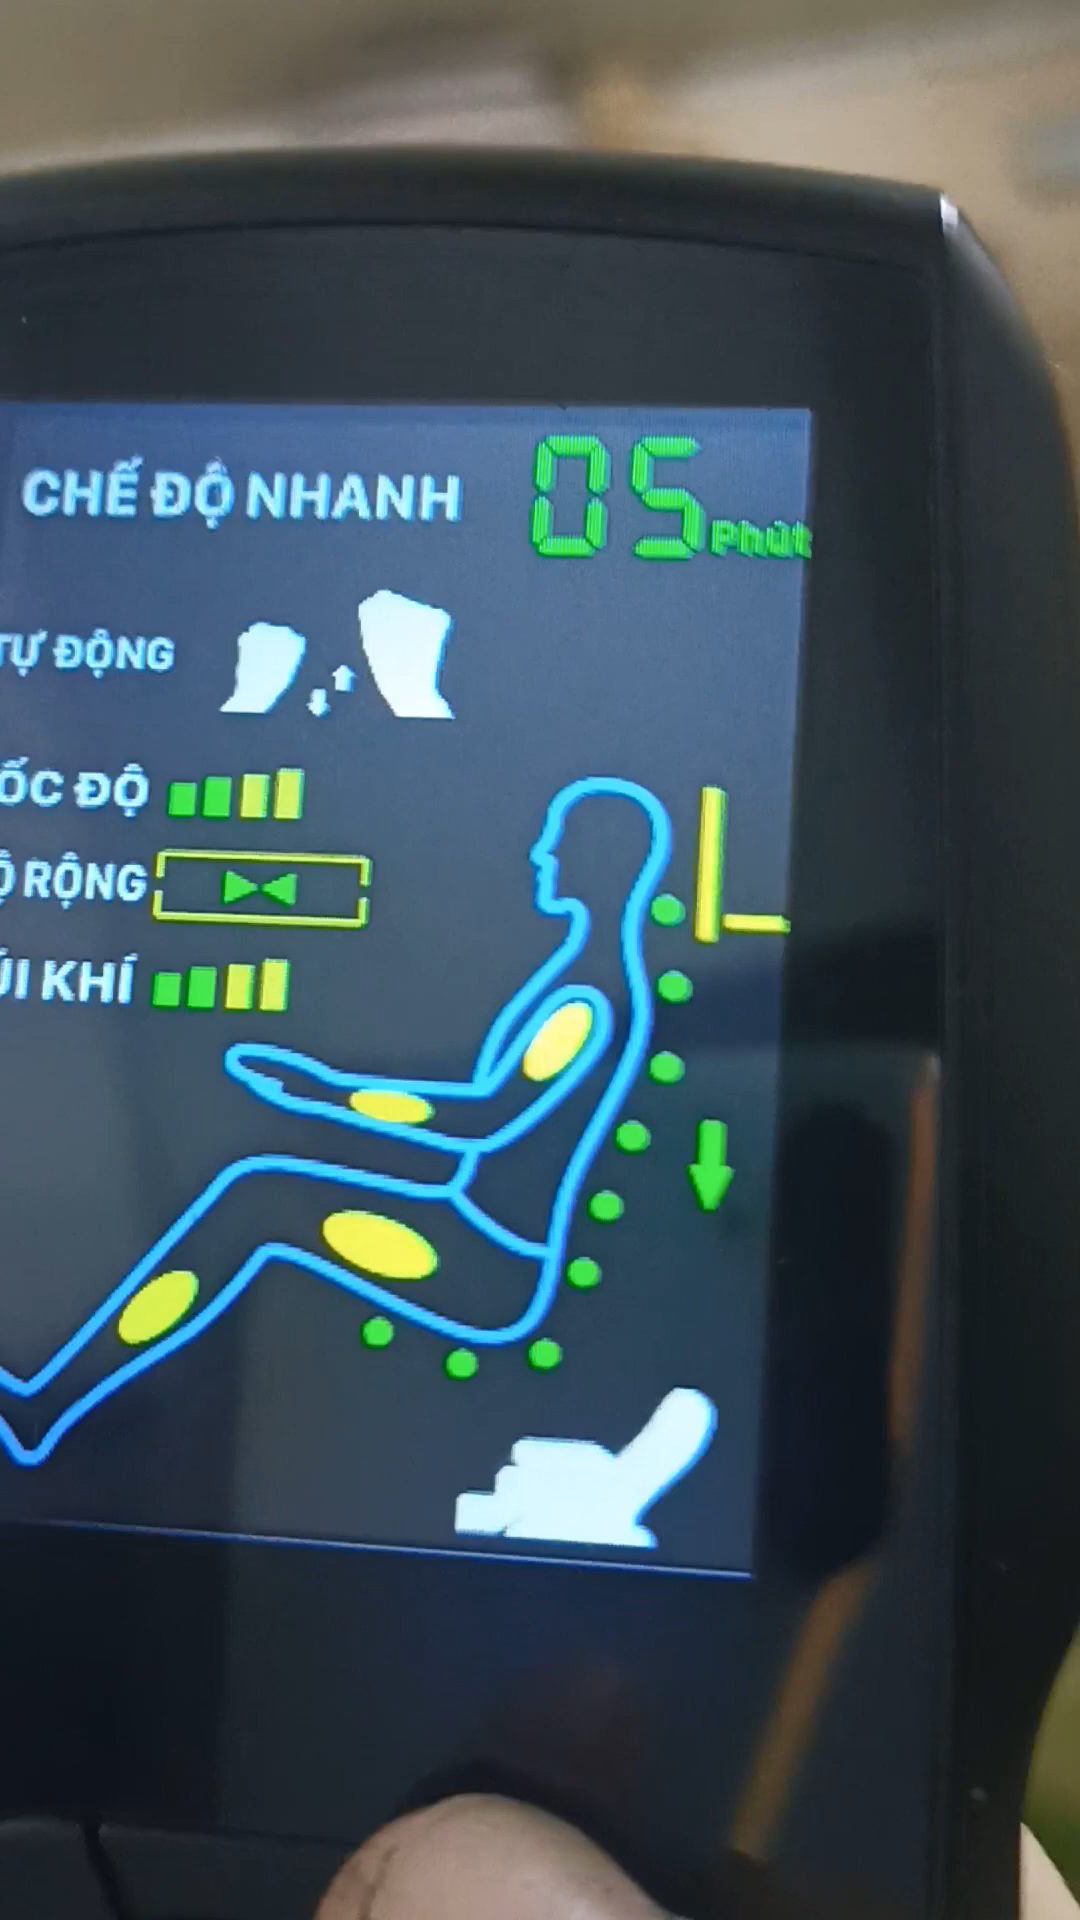 CHẾ ĐỘ NHANH 05 Phút
TỰ ĐỘNG
ỐC ĐỘ
Ộ RỘNG
ÚI KHÍ